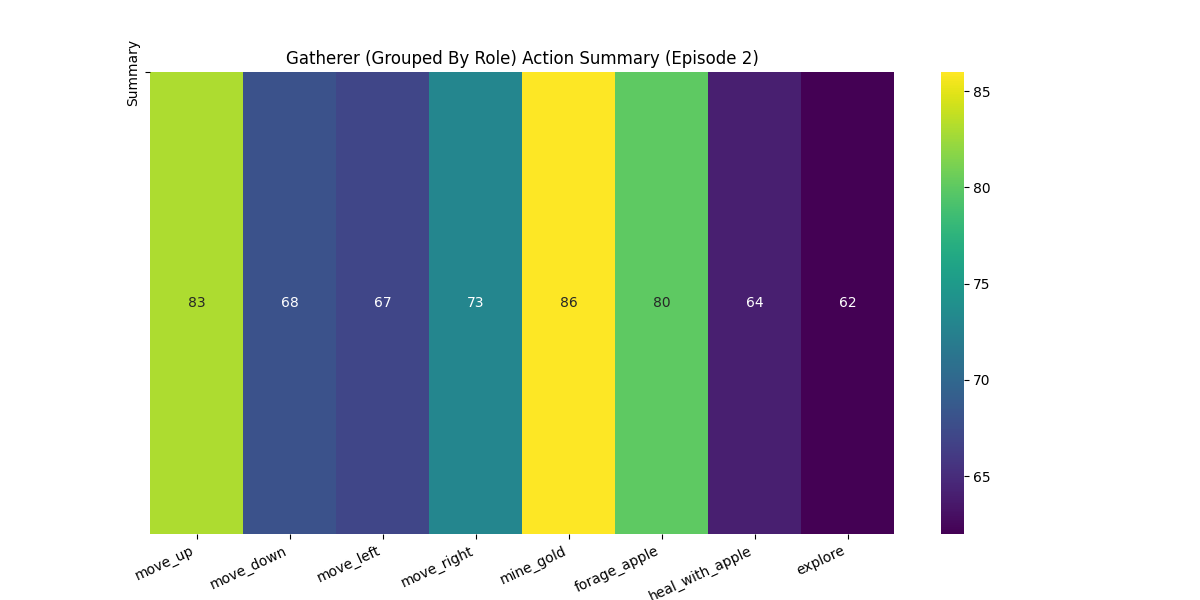 Gatherer (Grouped By Role) Action Summary (Episode 2)
Summary
83 68 67 73 86 80 64 62
move_up move_down move_left move_right mine_gold forage_apple heal_with_apple explore
85
80
75
70
65